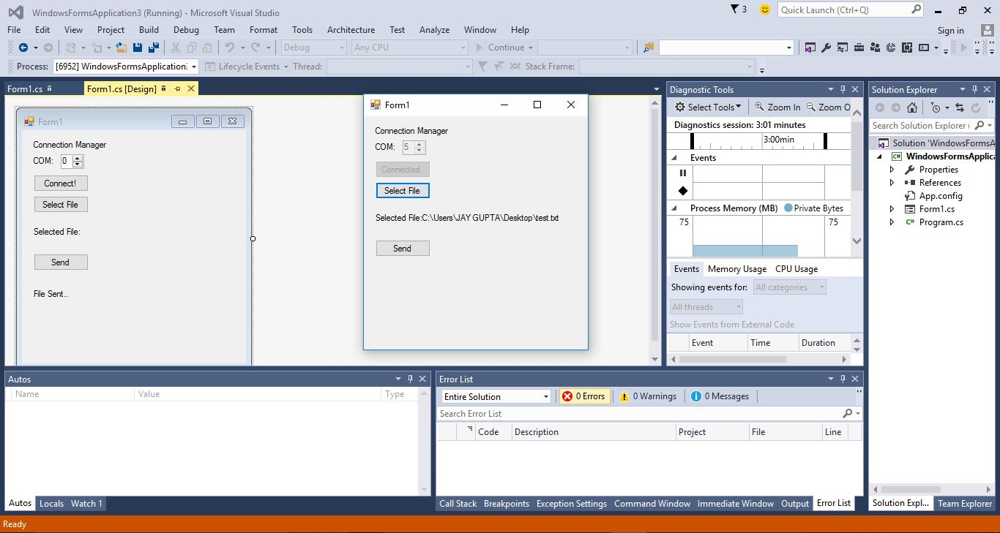 WindowsFormsApplication3 (Running) - Microsoft Visual Studio
3
Quick Launch (Ctrl+Q)
File Edit View Project Build Debug Team Format Tools Architecture Test Analyze Window Help
Sign in
Debug Any CPU Continue
Process: [6952] WindowsFormsApplication Lifecycle Events Thread: Stack Frame:
Form1.cs
Form1.cs [Design]
Form1
Connection Manager
COM: 0
Connect!
Select File
Selected File:
Send
File Sent..
Form1
Connection Manager
COM: 5
Connected.
Select File
Selected File:C:\Users\JAY GUPTA\Desktop\test.txt
Send
Diagnostic Tools
Select Tools Zoom In Zoom O
Diagnostics session: 3:01 minutes
3:00min
Events
Process Memory (MB) Private Bytes
75 75
Events Memory Usage CPU Usage
Showing events for: All categories
All threads
Show Events from External Code
Event Time Duration
Solution Explorer
Search Solution Explorer (
Solution 'WindowsFormsA
C# WindowsFormsApplica
Properties
References
App.config
Form1.cs
C# Program.cs
Autos
Name Value Type
Autos Locals Watch 1
Error List
Entire Solution 0 Errors 0 Warnings 0 Messages
Search Error List
Code Description Project File Line
Call Stack Breakpoints Exception Settings Command Window Immediate Window Output Error List
Solution Expl... Team Explorer
Ready